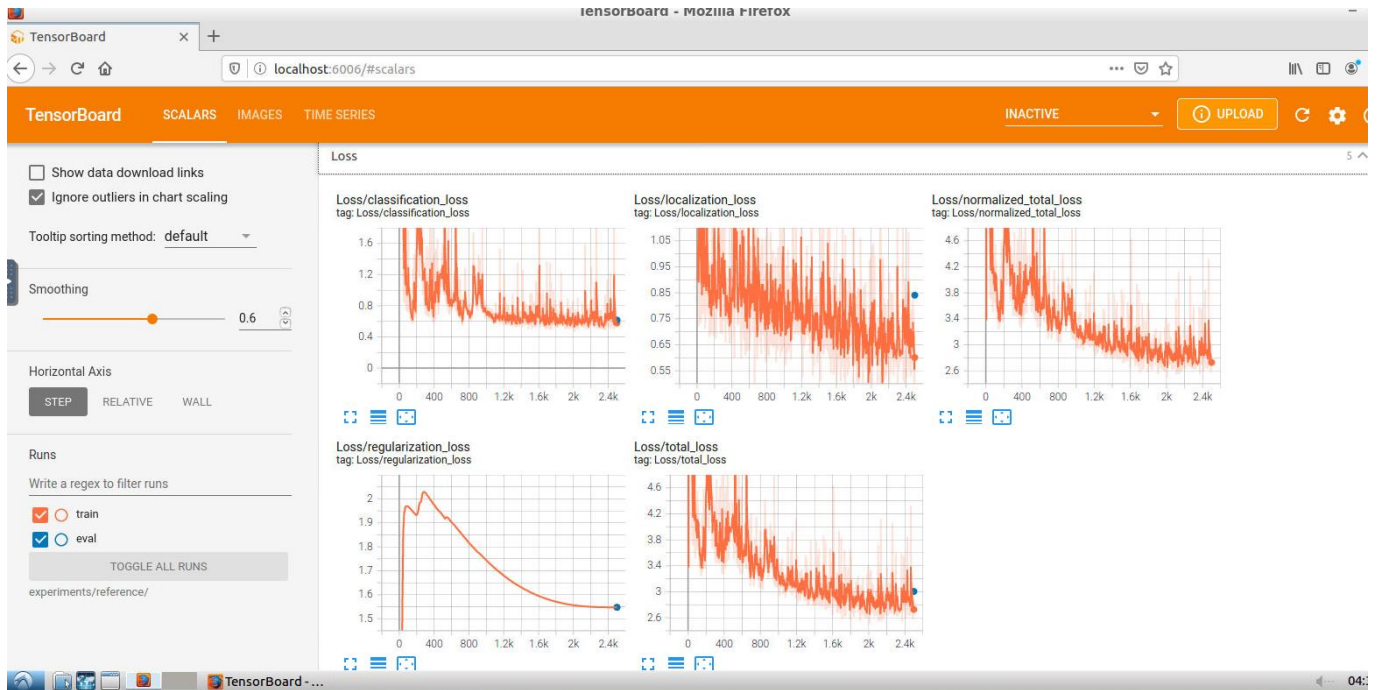 TensorBoard - Mozilla Firefox
TensorBoard
localhost:6006/#scalars
TensorBoard SCALARS IMAGES TIME SERIES INACTIVE UPLOAD
Show data download links
Ignore outliers in chart scaling
Tooltip sorting method: default
Smoothing
0.6
Horizontal Axis
STEP RELATIVE WALL
Runs
Write a regex to filter runs
train
eval
TOGGLE ALL RUNS
experiments/reference/
Loss 5
Loss/classification_loss
tag: Loss/classification_loss
1.6
1.2
0.8
0.4
0
0 400 800 1.2k 1.6k 2k 2.4k
Loss/localization_loss
tag: Loss/localization_loss
1.05
0.95
0.85
0.75
0.65
0.55
0 400 800 1.2k 1.6k 2k 2.4k
Loss/normalized_total_loss
tag: Loss/normalized_total_loss
4.6
4.2
3.8
3.4
3
2.6
0 400 800 1.2k 1.6k 2k 2.4k
Loss/regularization_loss
tag: Loss/regularization_loss
2
1.9
1.8
1.7
1.6
1.5
0 400 800 1.2k 1.6k 2k 2.4k
Loss/total_loss
tag: Loss/total_loss
4.6
4.2
3.8
3.4
3
2.6
0 400 800 1.2k 1.6k 2k 2.4k
TensorBoard - ...